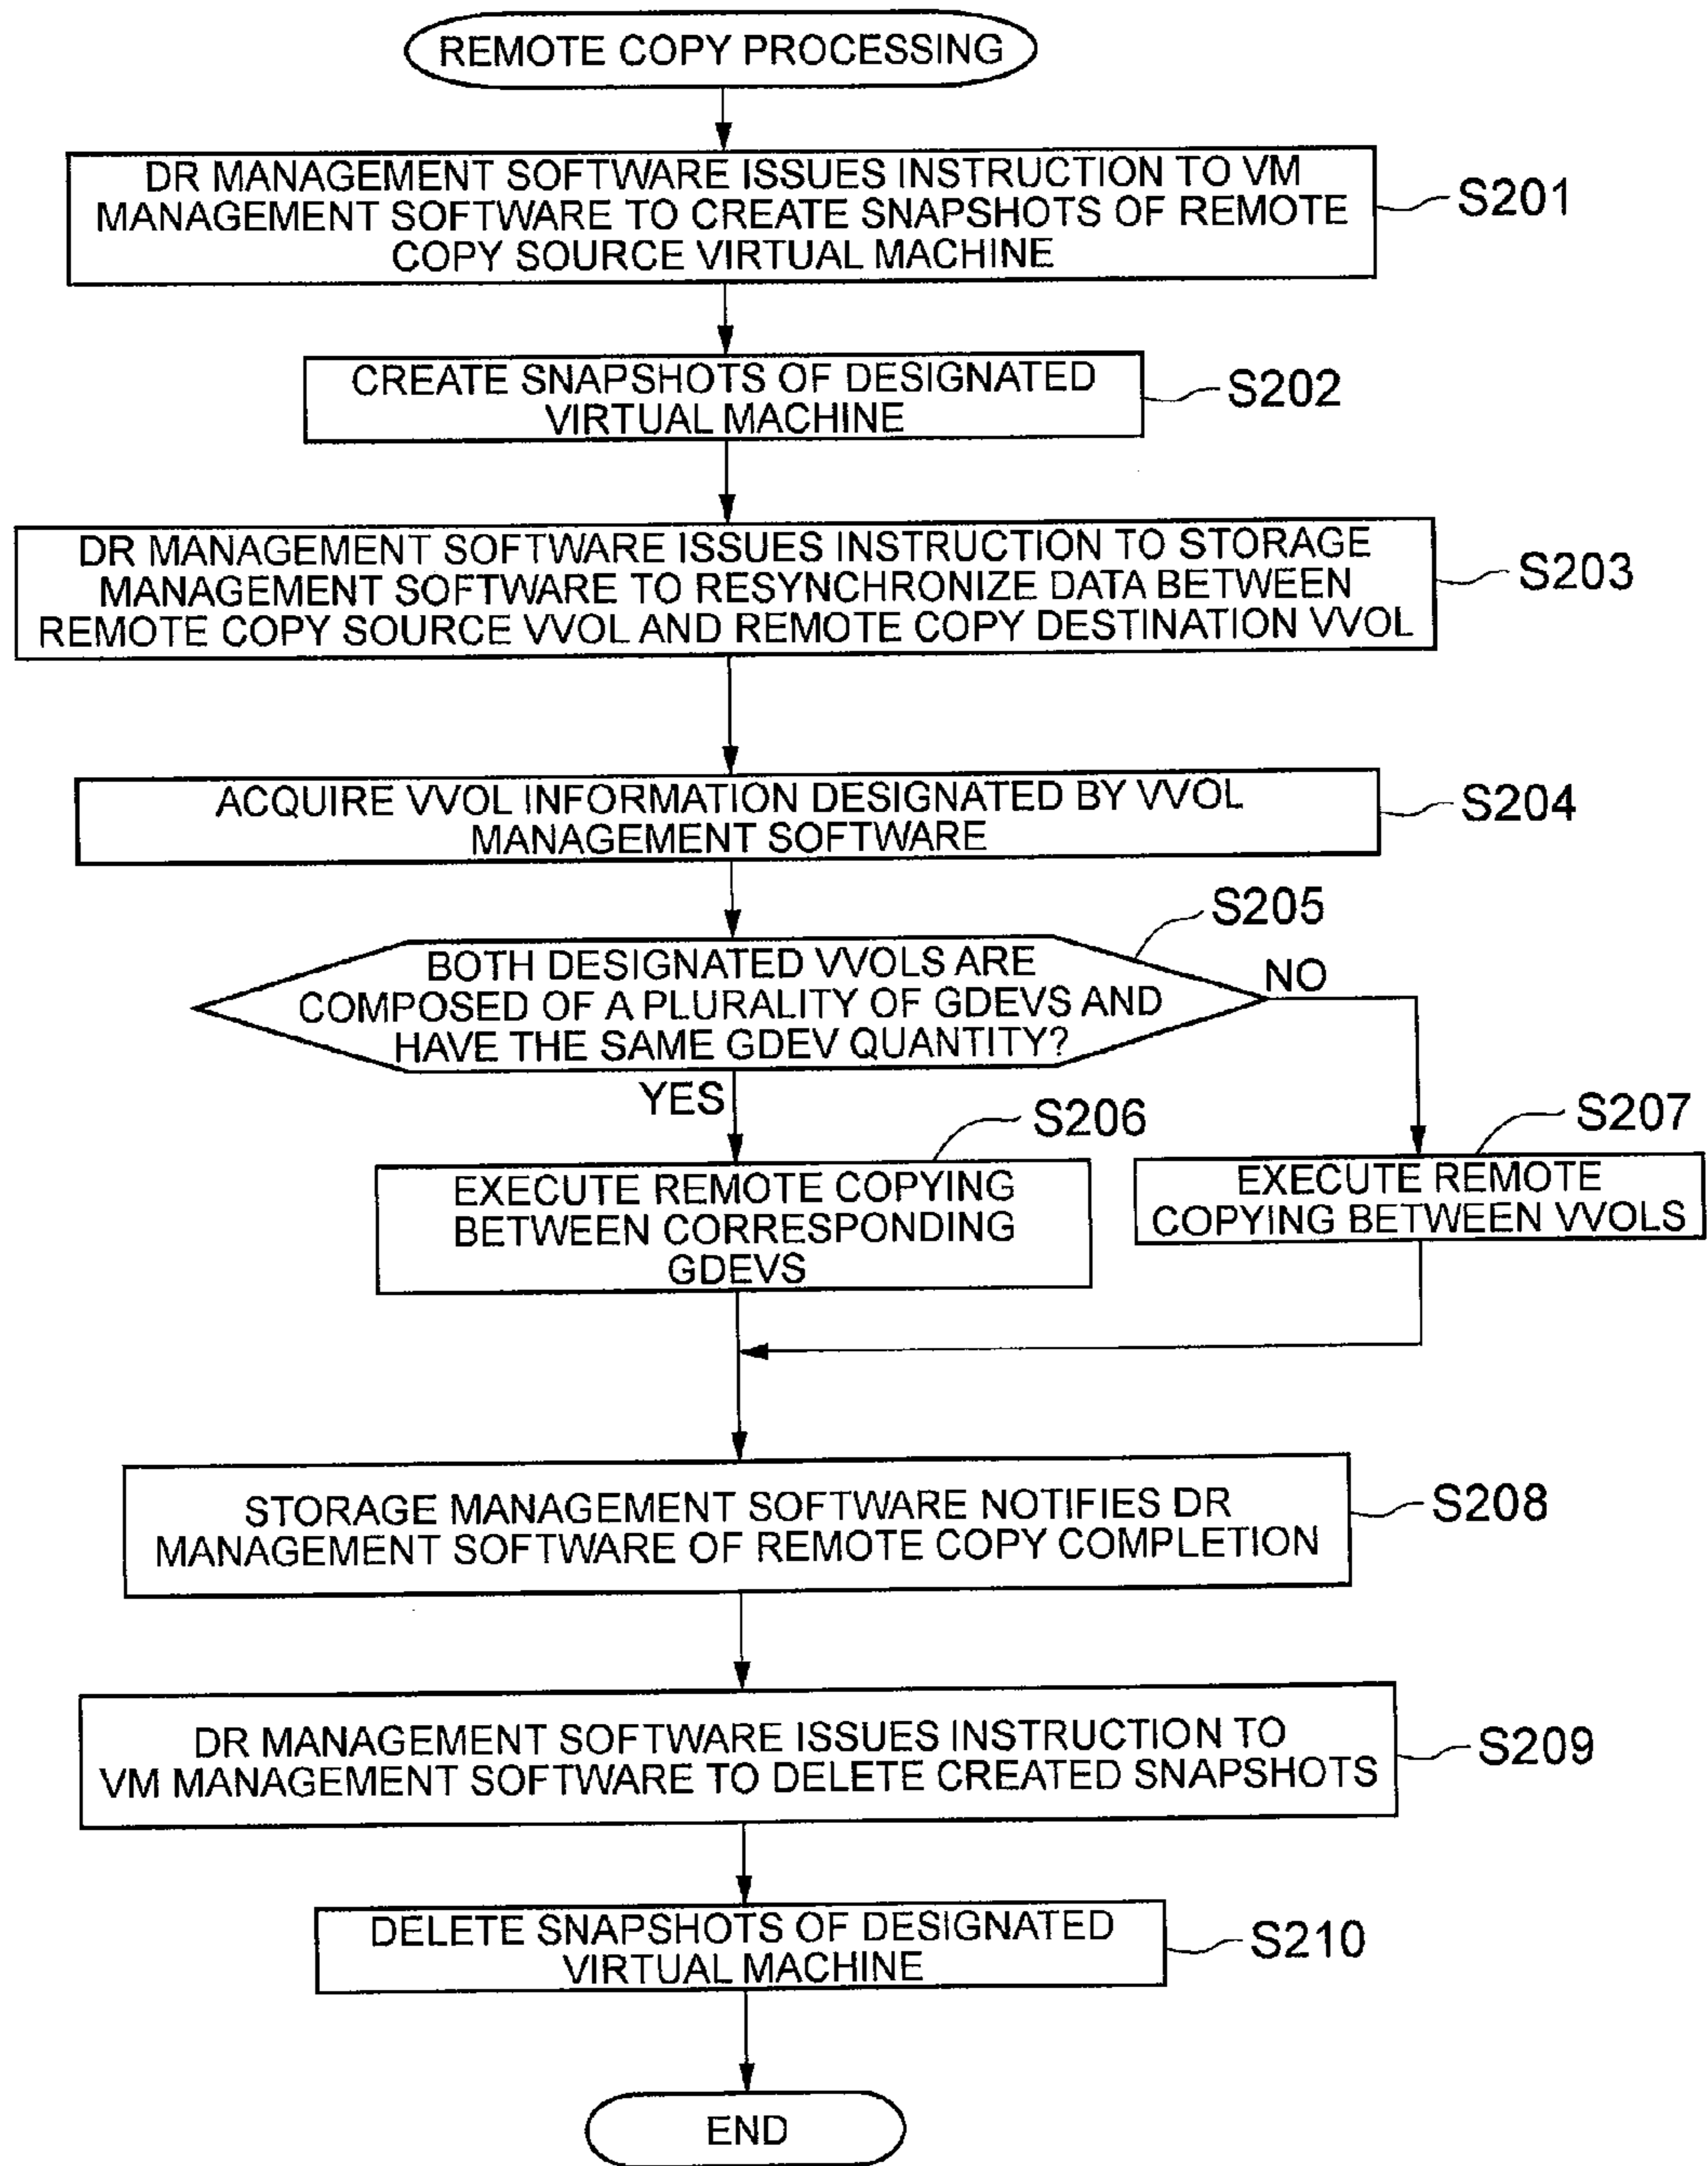 REMOTE COPY PROCESSING
DR MANAGEMENT SOFTWARE ISSUES INSTRUCTION TO VM
MANAGEMENT SOFTWARE TO CREATE SNAPSHOTS OF REMOTE
COPY SOURCE VIRTUAL MACHINE
S201
CREATE SNAPSHOTS OF DESIGNATED
VIRTUAL MACHINE
S202
DR MANAGEMENT SOFTWARE ISSUES INSTRUCTION TO STORAGE
MANAGEMENT SOFTWARE TO RESYNCHRONIZE DATA BETWEEN
REMOTE COPY SOURCE VVOL AND REMOTE COPY DESTINATION VVOL
S203
ACQUIRE VVOL INFORMATION DESIGNATED BY VVOL
MANAGEMENT SOFTWARE
S204
S205
BOTH DESIGNATED VVOLS ARE
COMPOSED OF A PLURALITY OF GDEVS AND
HAVE THE SAME GDEV QUANTITY?
NO
YES
S206
EXECUTE REMOTE COPYING
BETWEEN CORRESPONDING
GDEVS
S207
EXECUTE REMOTE
COPYING BETWEEN VVOLS
STORAGE MANAGEMENT SOFTWARE NOTIFIES DR
MANAGEMENT SOFTWARE OF REMOTE COPY COMPLETION
S208
DR MANAGEMENT SOFTWARE ISSUES INSTRUCTION TO
VM MANAGEMENT SOFTWARE TO DELETE CREATED SNAPSHOTS
S209
DELETE SNAPSHOTS OF DESIGNATED
VIRTUAL MACHINE
S210
END